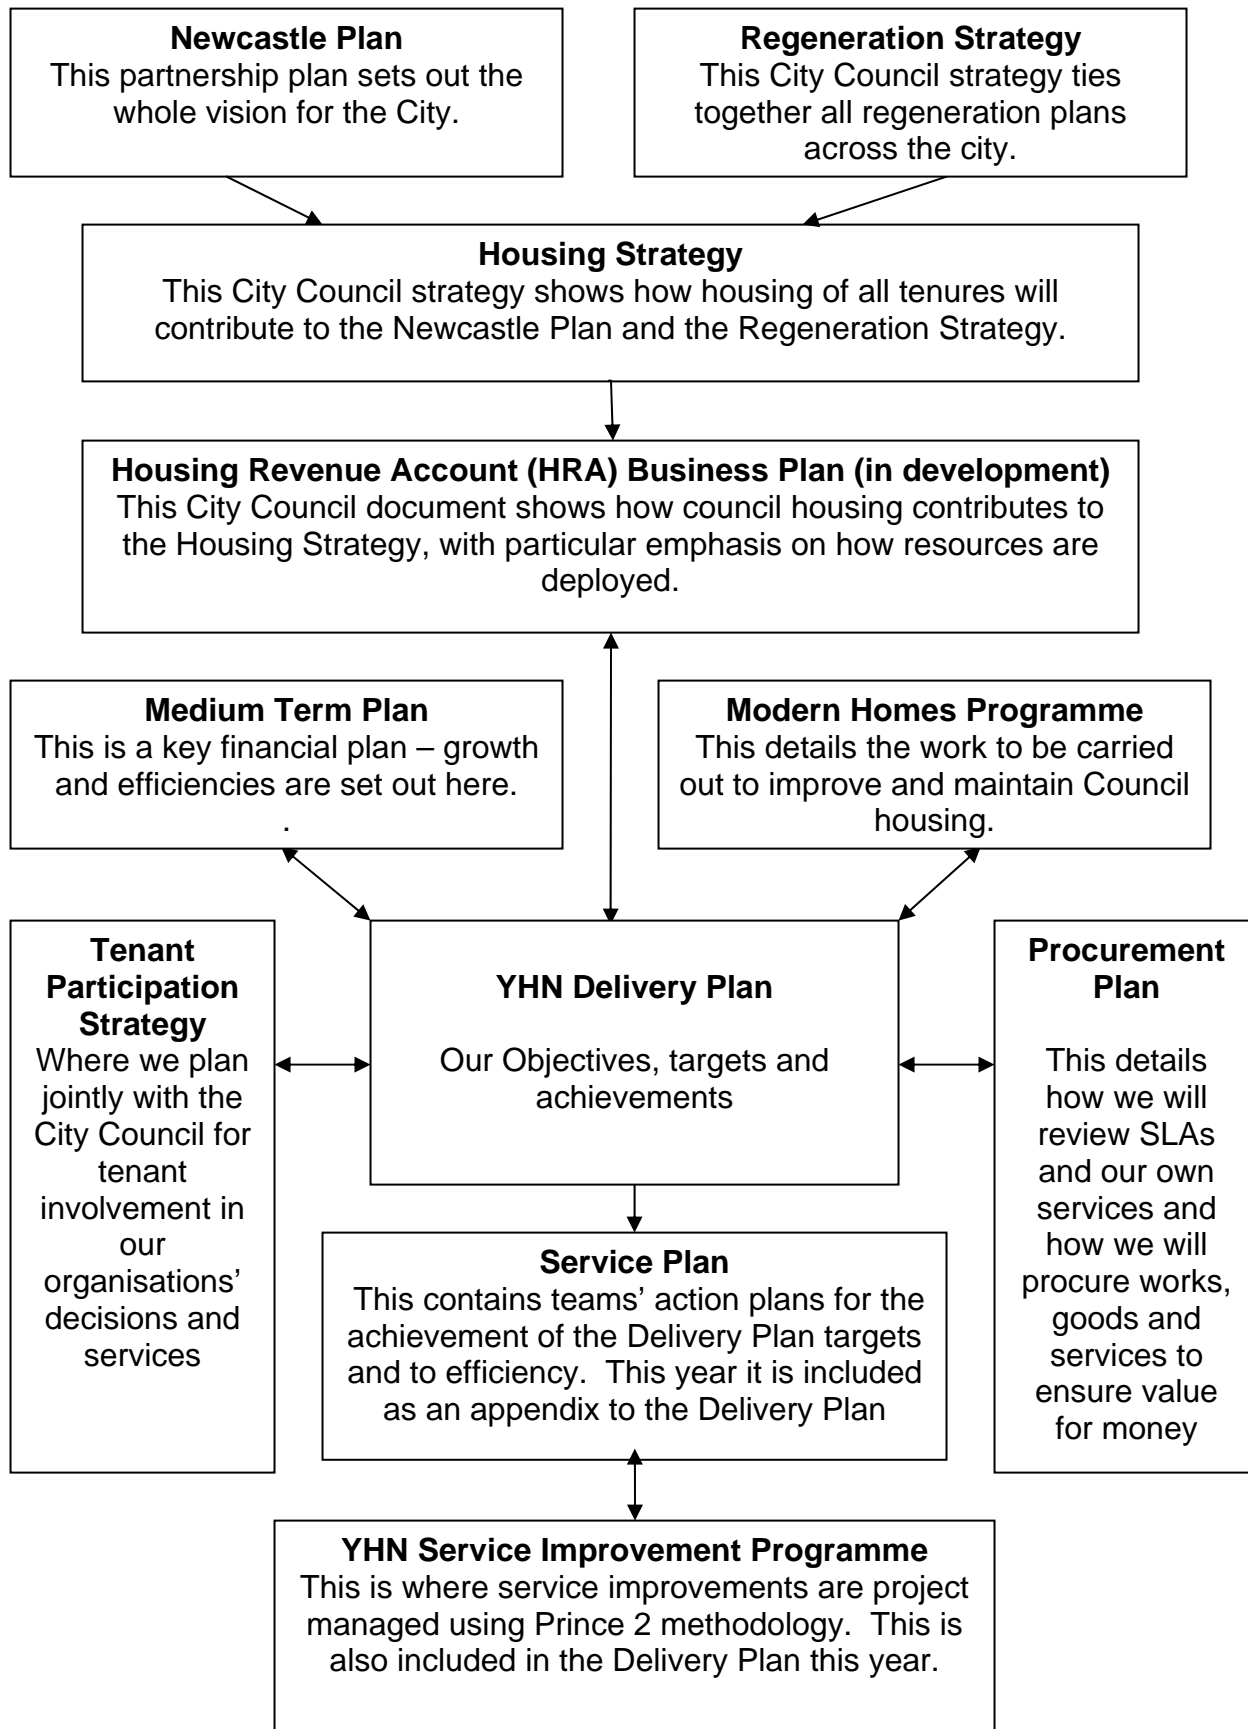 Newcastle Plan
This partnership plan sets out the
whole vision for the City.
Regeneration Strategy
This City Council strategy ties
together all regeneration plans
across the city.
Housing Strategy
This City Council strategy shows how housing of all tenures will
contribute to the Newcastle Plan and the Regeneration Strategy.
Housing Revenue Account (HRA) Business Plan (in development)
This City Council document shows how council housing contributes to
the Housing Strategy, with particular emphasis on how resources are
deployed.
Medium Term Plan
This is a key financial plan – growth
and efficiencies are set out here.
.
Modern Homes Programme
This details the work to be carried
out to improve and maintain Council
housing.
Tenant
Participation
Strategy
Where we plan
jointly with the
City Council for
tenant
involvement in
our
organisations’
decisions and
services
YHN Delivery Plan
Our Objectives, targets and
achievements
Procurement
Plan
This details
how we will
review SLAs
and our own
services and
how we will
procure works,
goods and
services to
ensure value
for money
Service Plan
This contains teams’ action plans for the
achievement of the Delivery Plan targets
and to efficiency.  This year it is included
as an appendix to the Delivery Plan
YHN Service Improvement Programme
This is where service improvements are project
managed using Prince 2 methodology.  This is
also included in the Delivery Plan this year.